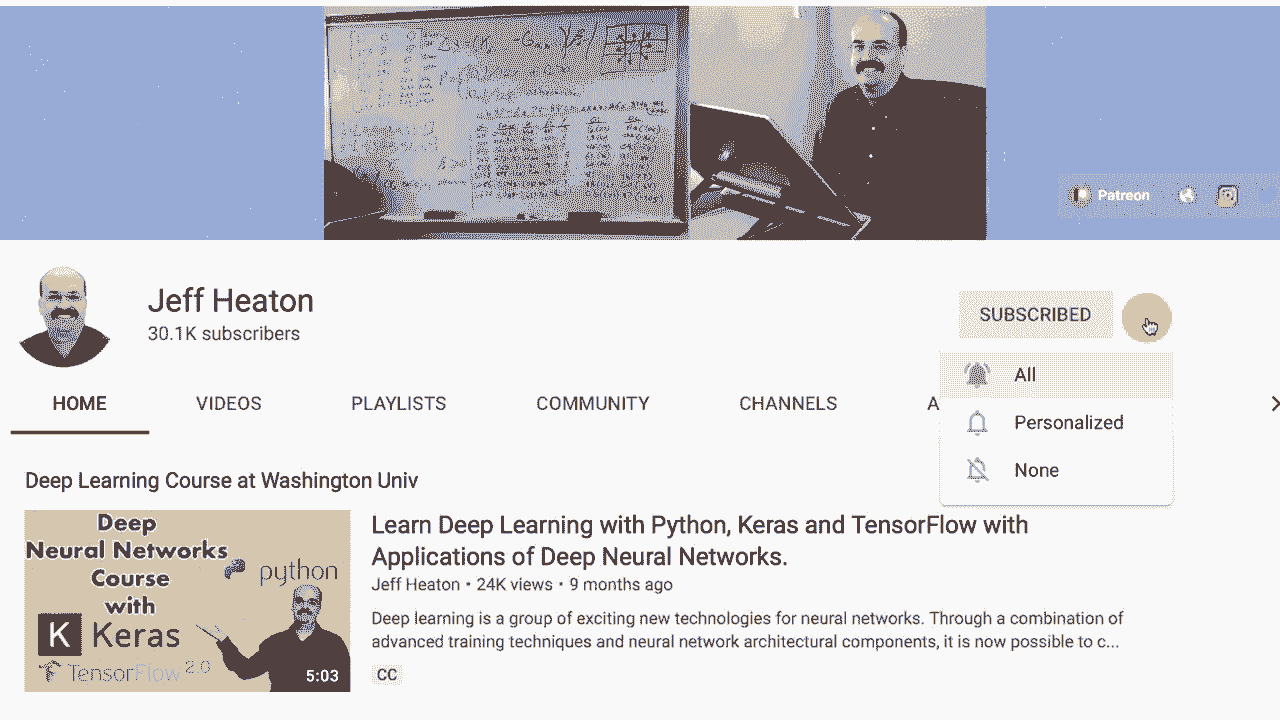 Patreon
Jeff Heaton
30.1K subscribers
SUBSCRIBED
All
Personalized
None
HOME
VIDEOS
PLAYLISTS
COMMUNITY
CHANNELS
A
Deep Learning Course at Washington Univ
Deep
Neural Networks
Course
with
python
K Keras
TensorFlow 2.0
5:03
Learn Deep Learning with Python, Keras and TensorFlow with
Applications of Deep Neural Networks.
Jeff Heaton • 24K views • 9 months ago
Deep learning is a group of exciting new technologies for neural networks. Through a combination of
advanced training techniques and neural network architectural components, it is now possible to c...
CC